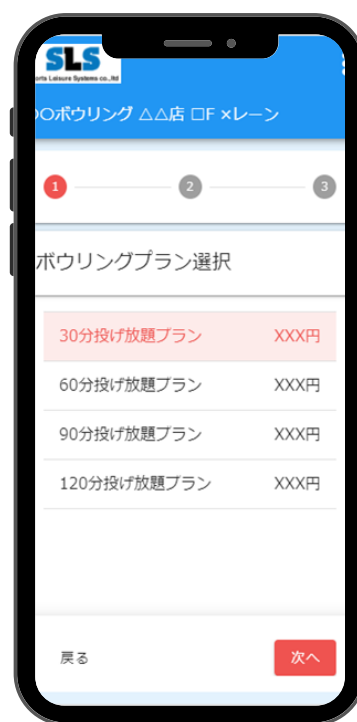 SLS
orts Leisure Systems co.,ltd
〇ボウリング △△店 □F ×レーン
1 2 3
ボウリングプラン選択
30分投げ放題プラン XXX円
60分投げ放題プラン XXX円
90分投げ放題プラン XXX円
120分投げ放題プラン XXX円
戻る 次へ